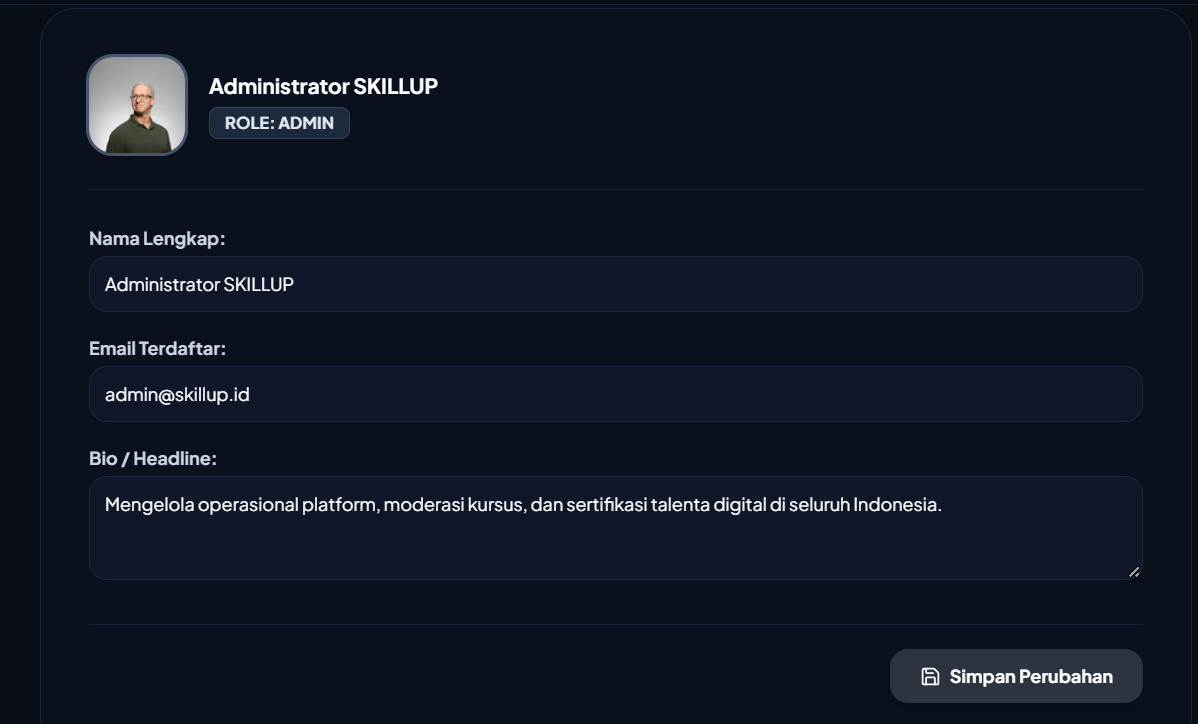 Administrator SKILLUP
ROLE: ADMIN
Nama Lengkap:
Administrator SKILLUP
Email Terdaftar:
admin@skillup.id
Bio / Headline:
Mengelola operasional platform, moderasi kursus, dan sertifikasi talenta digital di seluruh Indonesia.
Simpan Perubahan